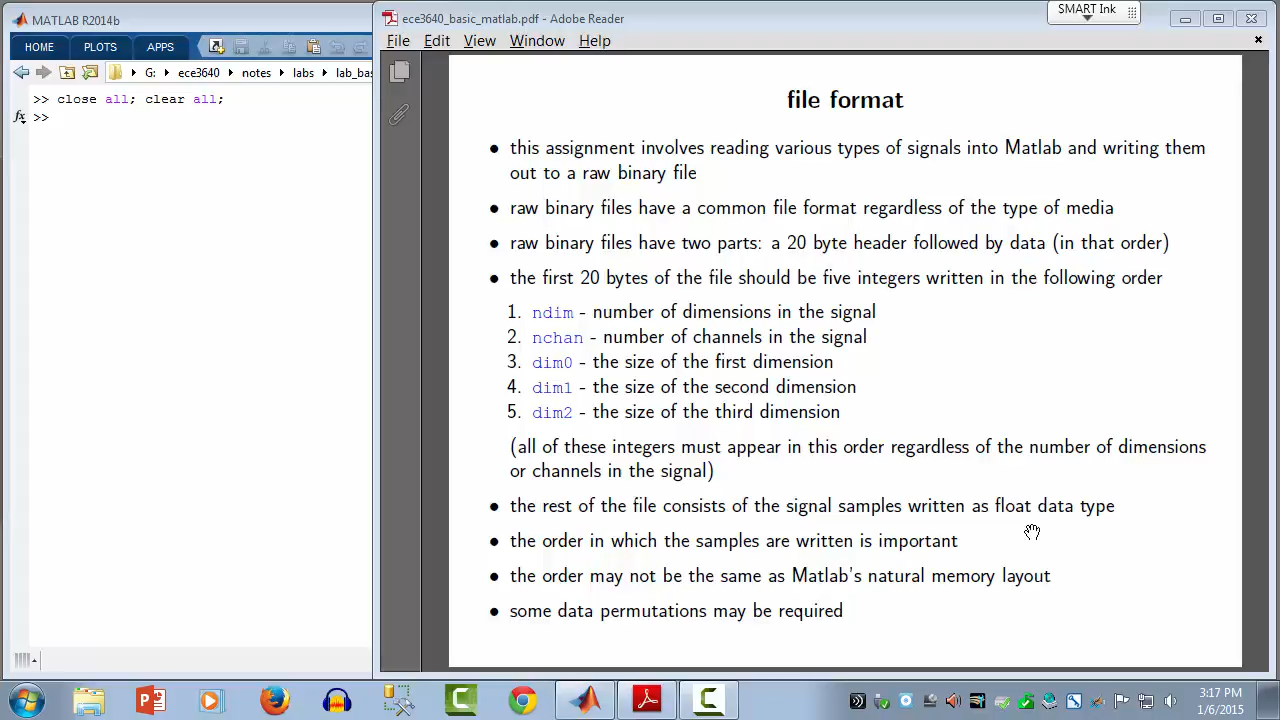 MATLAB R2014b
HOME PLOTS APPS
G: ece3640 notes labs lab_bas
>> close all; clear all;
fx >>
ece3640_basic_matlab.pdf - Adobe Reader
SMART Ink
File Edit View Window Help
file format
• this assignment involves reading various types of signals into Matlab and writing them
out to a raw binary file
• raw binary files have a common file format regardless of the type of media
• raw binary files have two parts: a 20 byte header followed by data (in that order)
• the first 20 bytes of the file should be five integers written in the following order
1. ndim - number of dimensions in the signal
2. nchan - number of channels in the signal
3. dim0 - the size of the first dimension
4. dim1 - the size of the second dimension
5. dim2 - the size of the third dimension
(all of these integers must appear in this order regardless of the number of dimensions
or channels in the signal)
• the rest of the file consists of the signal samples written as float data type
• the order in which the samples are written is important
• the order may not be the same as Matlab's natural memory layout
• some data permutations may be required
3:17 PM
1/6/2015